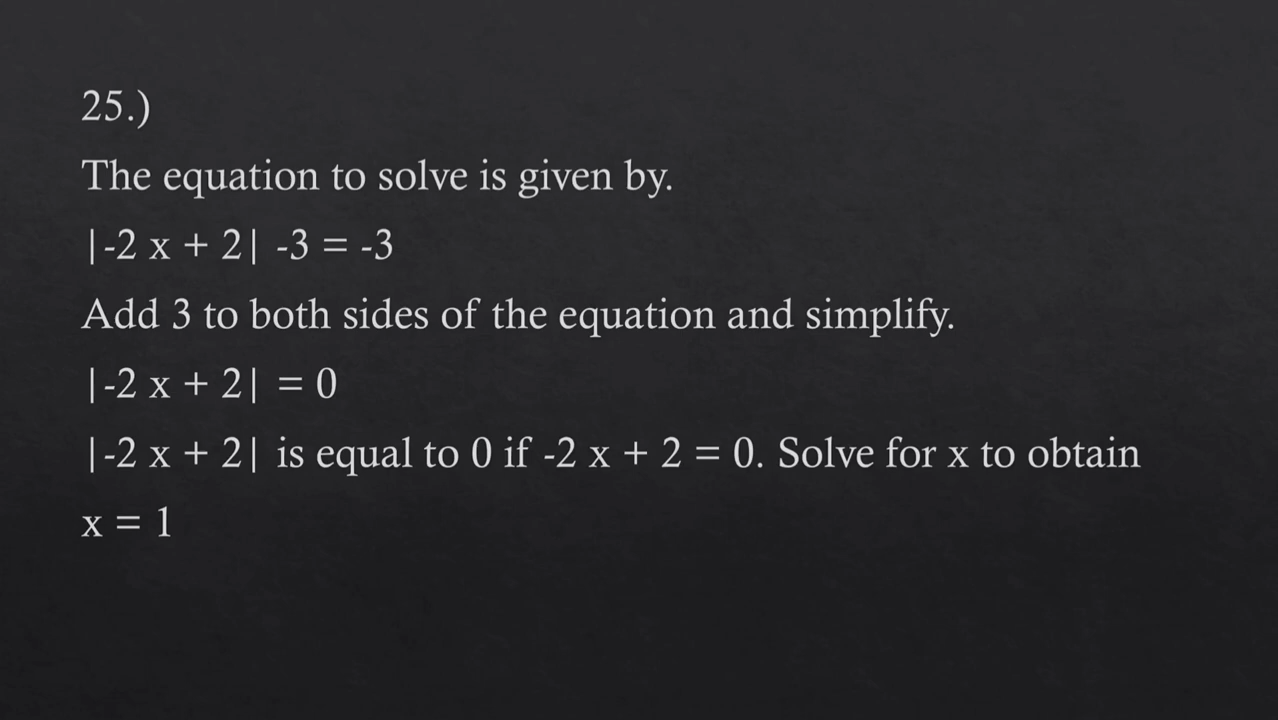 25.)
The equation to solve is given by.
|-2 x + 2| -3 = -3
Add 3 to both sides of the equation and simplify.
|-2 x + 2| = 0
|-2 x + 2| is equal to 0 if -2 x + 2 = 0. Solve for x to obtain
x = 1